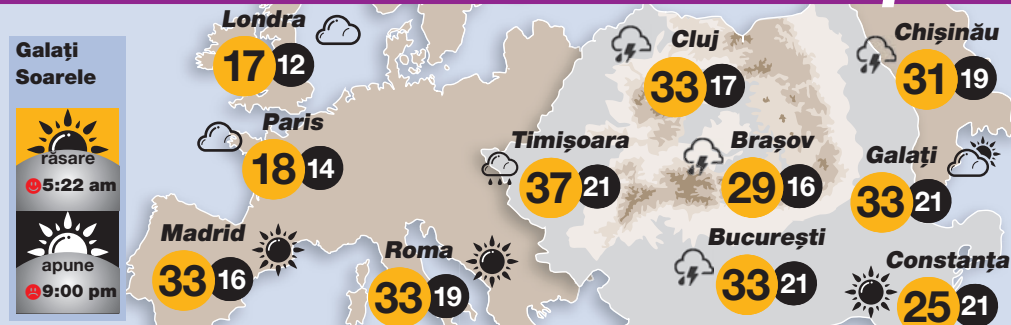 Galați
Soarele
răsare
5:22 am
apune
9:00 pm
Londra
17 12
Paris
18 14
Madrid
33 16
Roma
33 19
Timișoara
37 21
Cluj
33 17
Brașov
29 16
București
33 21
Chișinău
31 19
Galați
33 21
Constanța
25 21